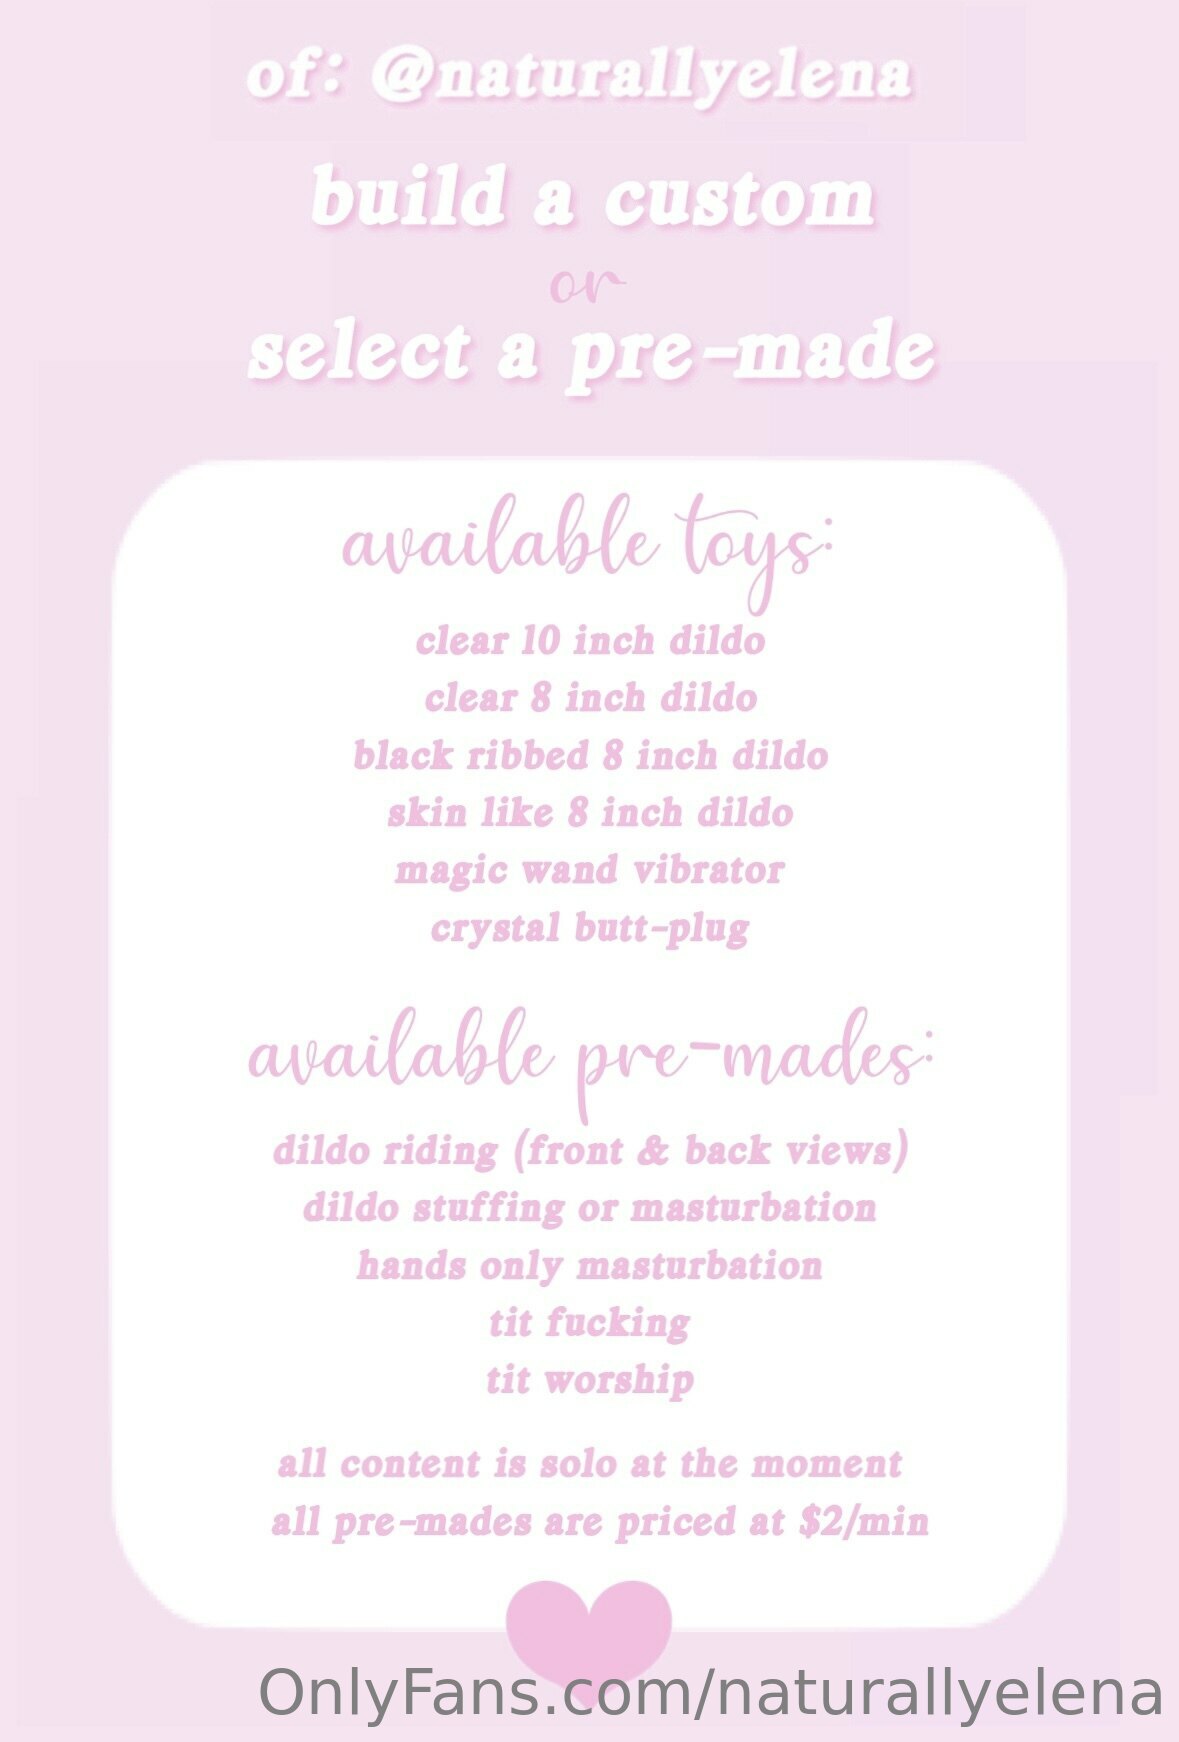 of: @naturallyelena
build a custom
or
select a pre-made
available toys:
clear 10 inch dildo
clear 8 inch dildo
black ribbed 8 inch dildo
skin like 8 inch dildo
magic wand vibrator
crystal butt-plug
available pre-mades:
dildo riding (front & back views)
dildo stuffing or masturbation
hands only masturbation
tit fucking
tit worship
all content is solo at the moment
all pre-mades are priced at $2/min
OnlyFans.com/naturallyelena